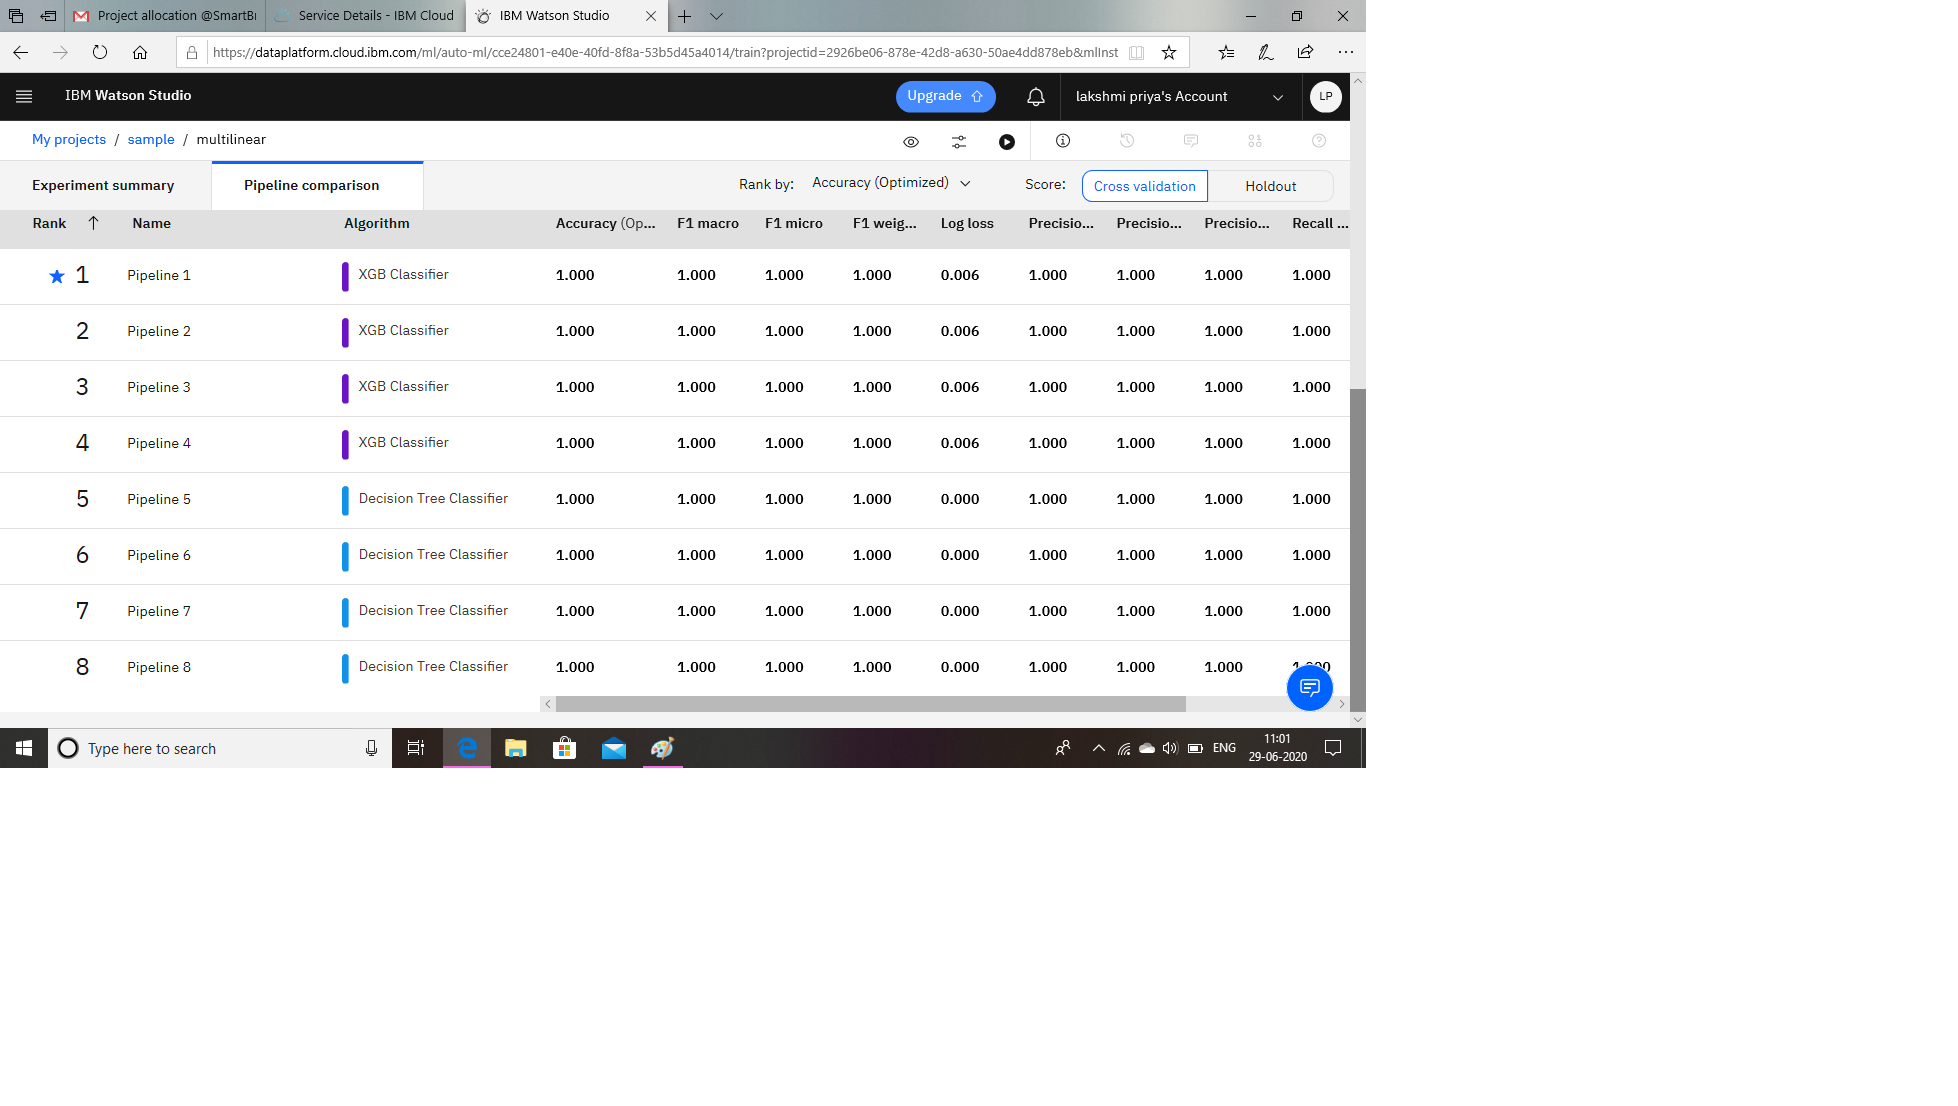 Project allocation @SmartBr
Service Details - IBM Cloud
IBM Watson Studio
https://dataplatform.cloud.ibm.com/ml/auto-ml/cce24801-e40e-40fd-8f8a-53b5d45a4014/train?projectid=2926be06-878e-42d8-a630-50ae4dd878eb&mlInst
IBM Watson Studio
Upgrade
lakshmi priya's Account
LP
My projects / sample / multilinear
Experiment summary
Pipeline comparison
Rank by: Accuracy (Optimized)
Score: Cross validation Holdout
Rank Name Algorithm Accuracy (Op... F1 macro F1 micro F1 weig... Log loss Precisio... Precisio... Precisio... Recall ...
1 Pipeline 1 XGB Classifier 1.000 1.000 1.000 1.000 0.006 1.000 1.000 1.000 1.000
2 Pipeline 2 XGB Classifier 1.000 1.000 1.000 1.000 0.006 1.000 1.000 1.000 1.000
3 Pipeline 3 XGB Classifier 1.000 1.000 1.000 1.000 0.006 1.000 1.000 1.000 1.000
4 Pipeline 4 XGB Classifier 1.000 1.000 1.000 1.000 0.006 1.000 1.000 1.000 1.000
5 Pipeline 5 Decision Tree Classifier 1.000 1.000 1.000 1.000 0.000 1.000 1.000 1.000 1.000
6 Pipeline 6 Decision Tree Classifier 1.000 1.000 1.000 1.000 0.000 1.000 1.000 1.000 1.000
7 Pipeline 7 Decision Tree Classifier 1.000 1.000 1.000 1.000 0.000 1.000 1.000 1.000 1.000
8 Pipeline 8 Decision Tree Classifier 1.000 1.000 1.000 1.000 0.000 1.000 1.000 1.000
Type here to search
ENG
11:01
29-06-2020